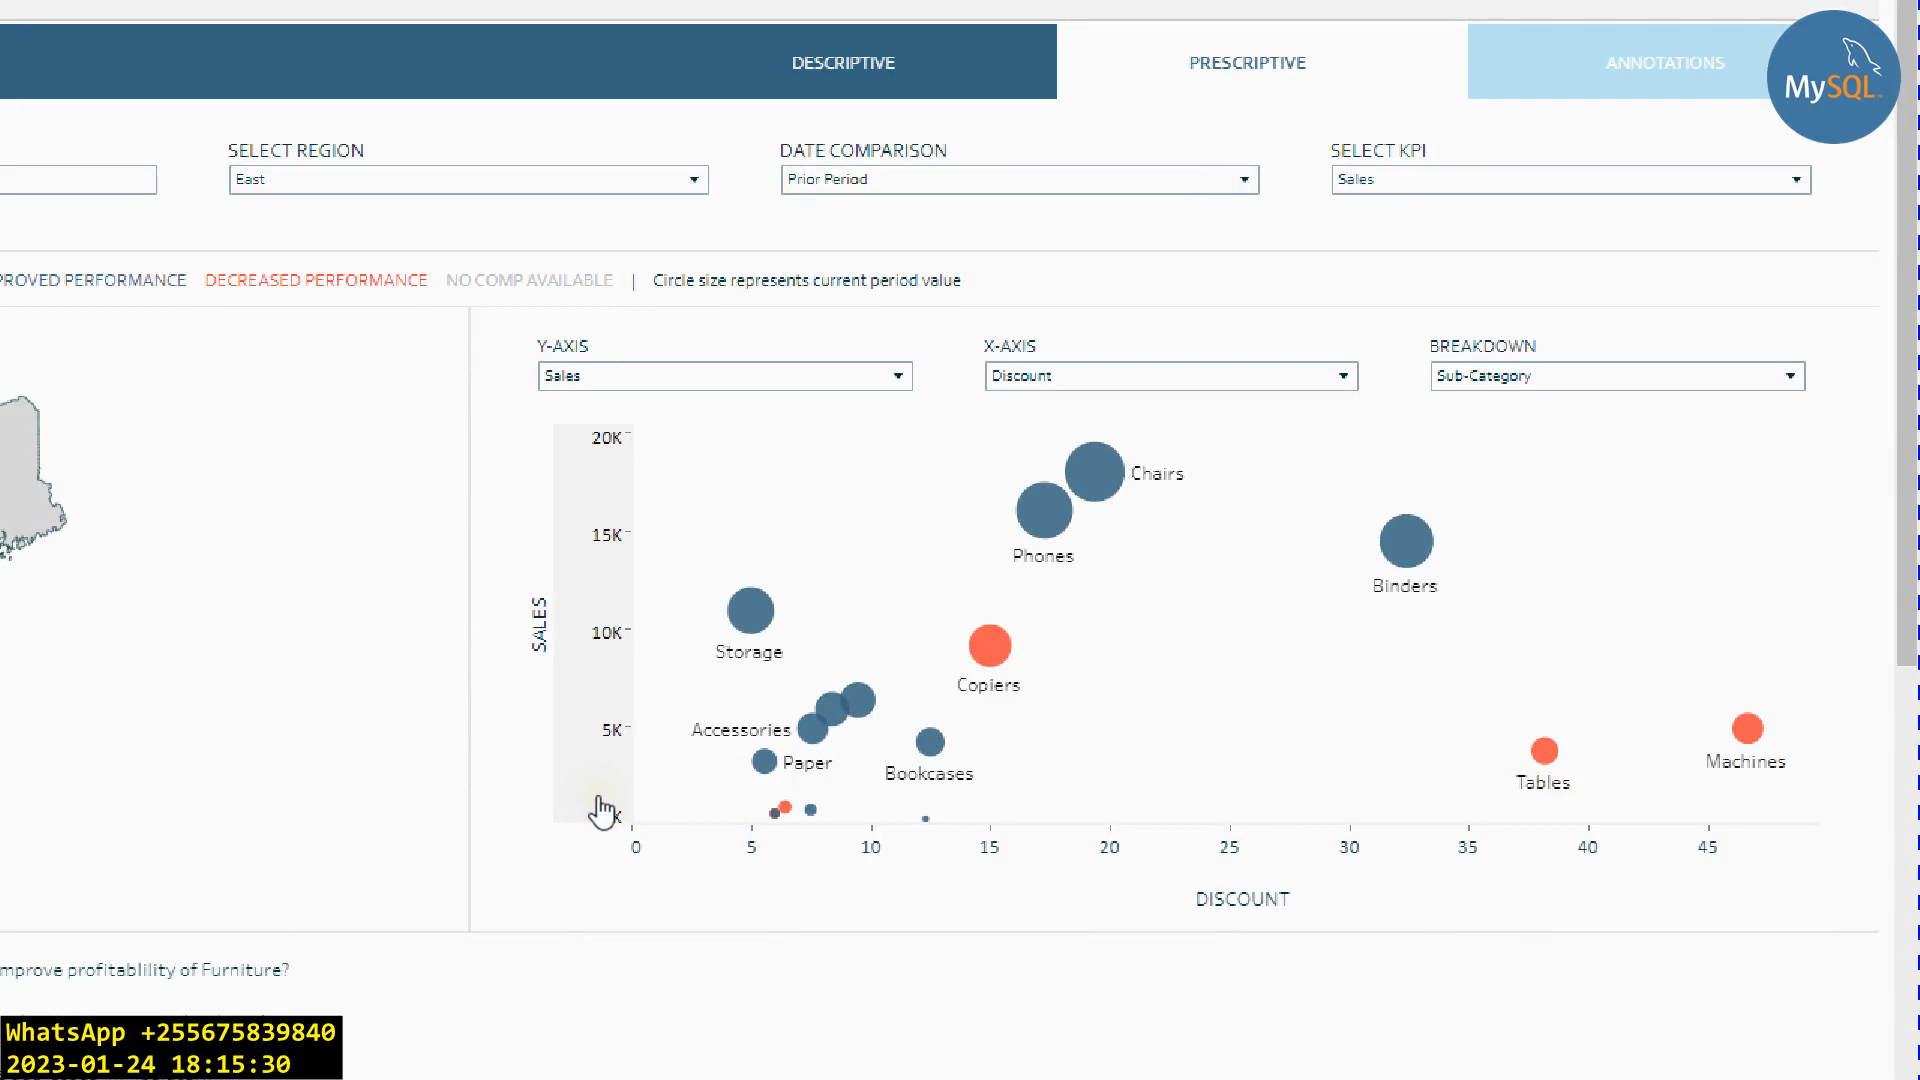 DESCRIPTIVE
PRESCRIPTIVE
ANNOTATIONS
MySQL
SELECT REGION
DATE COMPARISON
SELECT KPI
East
Prior Period
Sales
PROVED PERFORMANCE
DECREASED PERFORMANCE
NO COMP AVAILABLE
|
Circle size represents current period value
Y-AXIS
X-AXIS
BREAKDOWN
Sales
Discount
Sub-Category
20K
15K
10K
5K
K
SALES
Chairs
Phones
Binders
Storage
Copiers
Accessories
Paper
Bookcases
Tables
Machines
0
5
10
15
20
25
30
35
40
45
DISCOUNT
mprove profitablility of Furniture?
WhatsApp +255675839840
2023-01-24 18:15:30